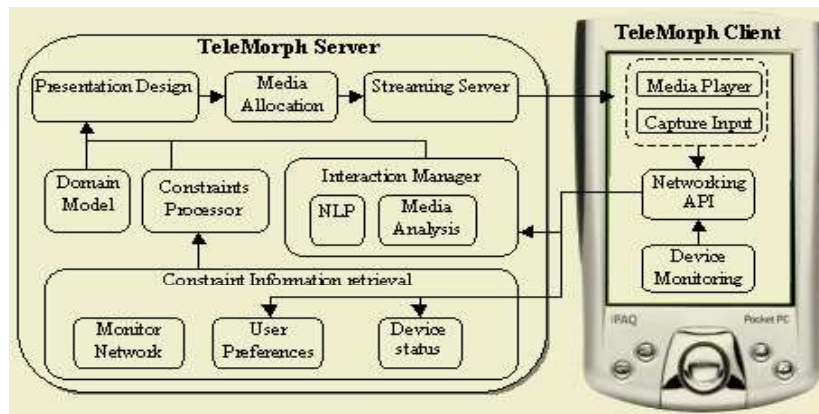 TeleMorph Server
TeleMorph Client
Presentation Design
Media
Allocation
Streaming Server
Media Player
Capture Input
Domain
Model
Constraints
Processor
Interaction Manager
NLP
Media
Analysis
Networking
API
Device
Monitoring
Constraint Information retrieval
Monitor
Network
User
Preferences
Device
status
iPAQ
Pocket PC